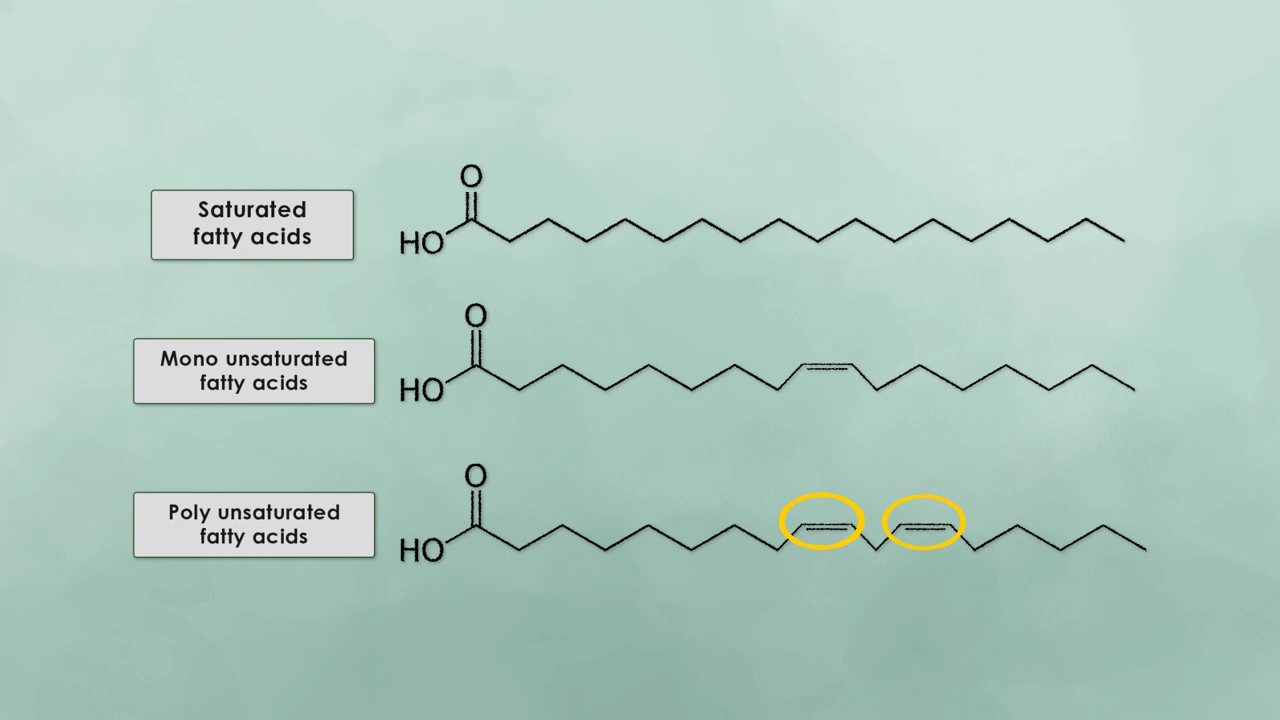 Saturated
fatty acids
O
HO
Mono unsaturated
fatty acids
O
HO
Poly unsaturated
fatty acids
O
HO